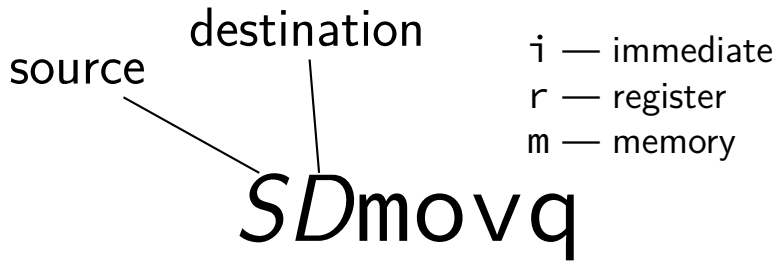 destination
source
i — immediate
r — register
m — memory
SDmovq